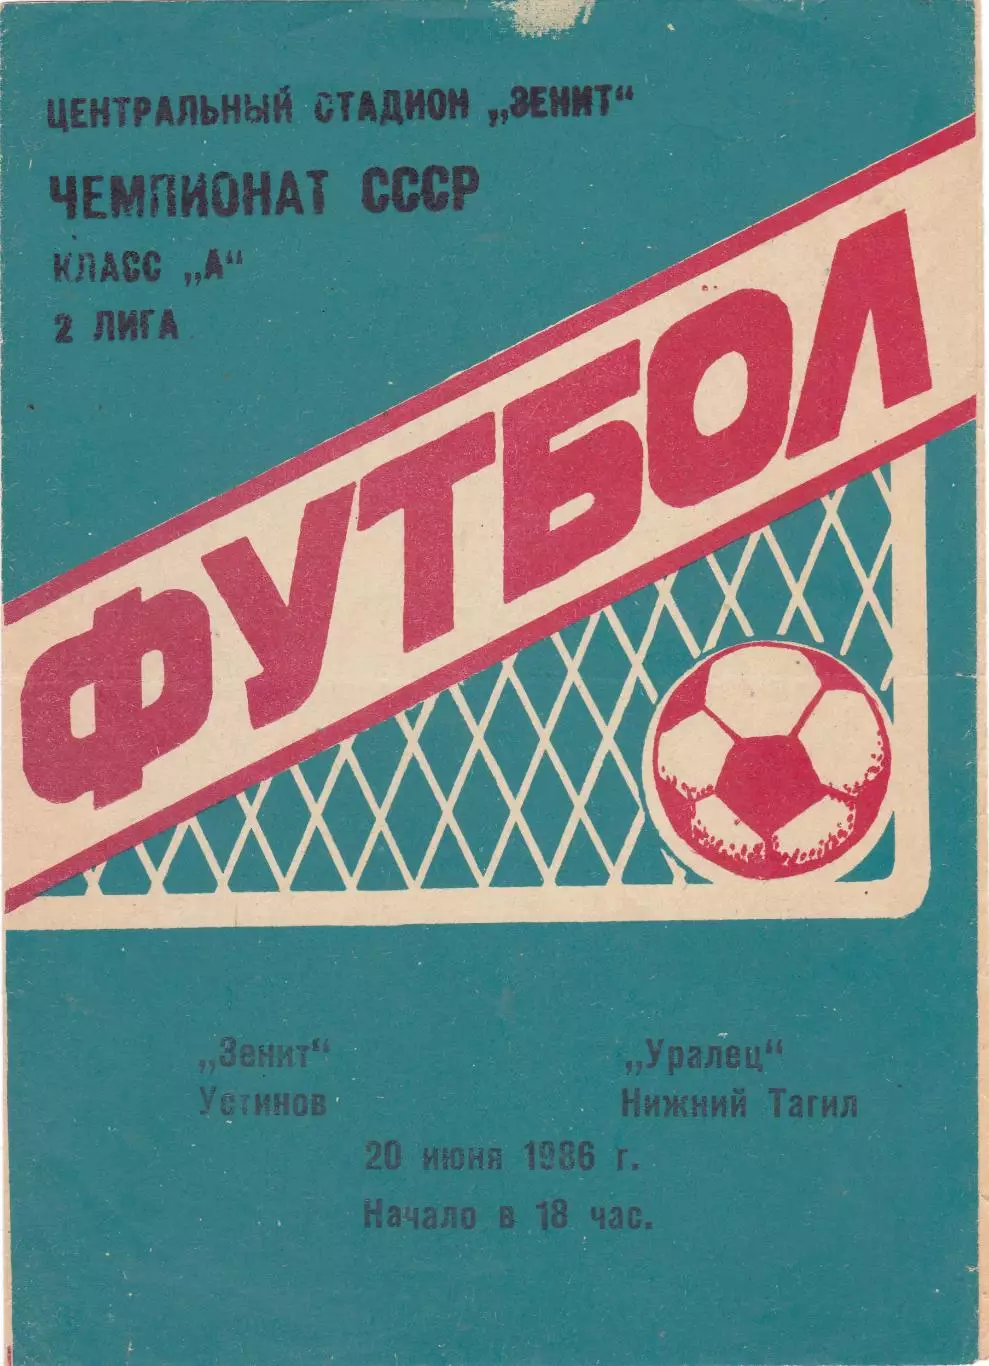 ЦЕНТРАЛЬНЫЙ СТАДИОН „ЗЕНИТ“
ЧЕМПИОНАТ СССР
КЛАСС „А“
2 ЛИГА
ФУТБОЛ
„Зенит“
Устинов
„Уралец“
Нижний Тагил
20 июня 1986 г.
Начало в 18 час.